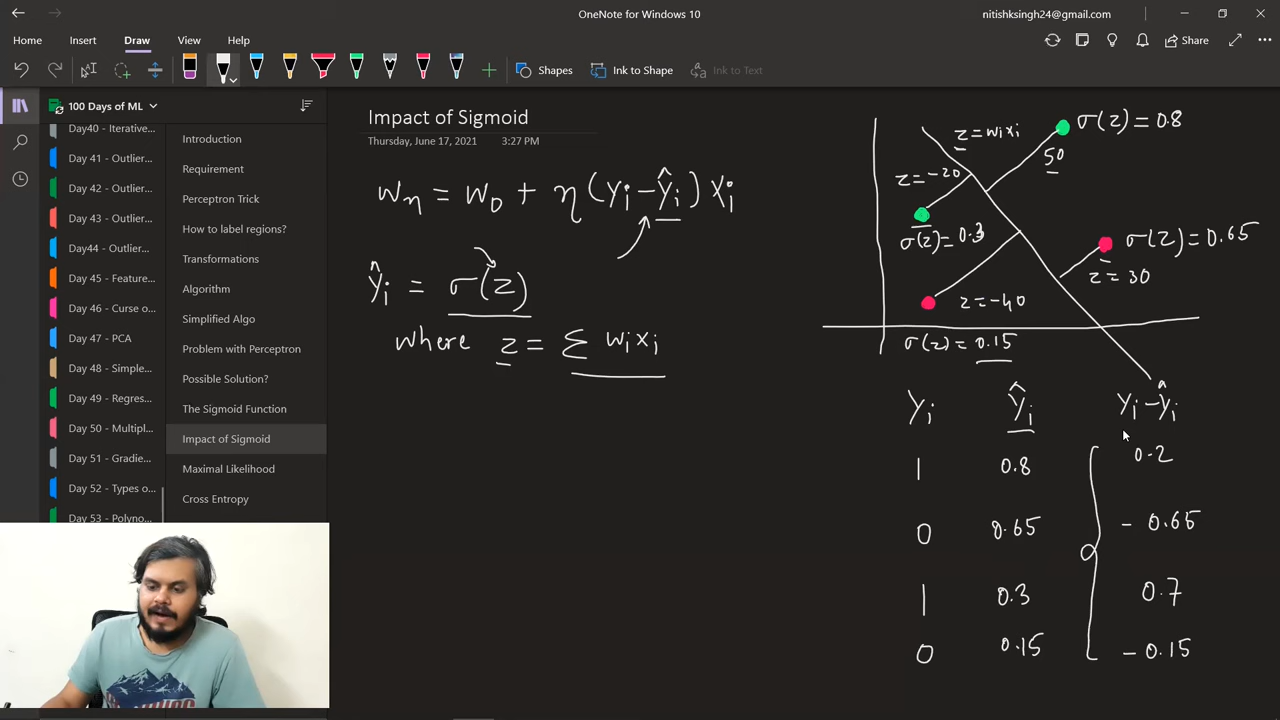 OneNote for Windows 10
nitishksingh24@gmail.com
Home Insert Draw View Help
Share
Shapes Ink to Shape Ink to Text
100 Days of ML
Day40 - Iterative...
Day 41 - Outlier...
Day 42 - Outlier...
Day 43 - Outlier...
Day44 - Outlier...
Day 45 - Feature...
Day 46 - Curse o...
Day 47 - PCA
Day 48 - Simple...
Day 49 - Regres...
Day 50 - Multipl...
Day 51 - Gradie...
Day 52 - Types o...
Day 53 - Polyno...
Introduction
Requirement
Perceptron Trick
How to label regions?
Transformations
Algorithm
Simplified Algo
Problem with Perceptron
Possible Solution?
The Sigmoid Function
Impact of Sigmoid
Maximal Likelihood
Cross Entropy
Impact of Sigmoid
Thursday, June 17, 2021 3:27 PM
Wη = W0 + η(yi-ŷi)Xi
ŷi = σ(z)
where z = Σ wixi
z=wixi
σ(z)=0.8
50
z=-20
σ(z)=0.3
σ(z)=0.65
z=30
z=-40
σ(z)=0.15
yi ŷi yi-ŷi
1 0.8 0.2
0 0.65 -0.65
1 0.3 0.7
0 0.15 -0.15